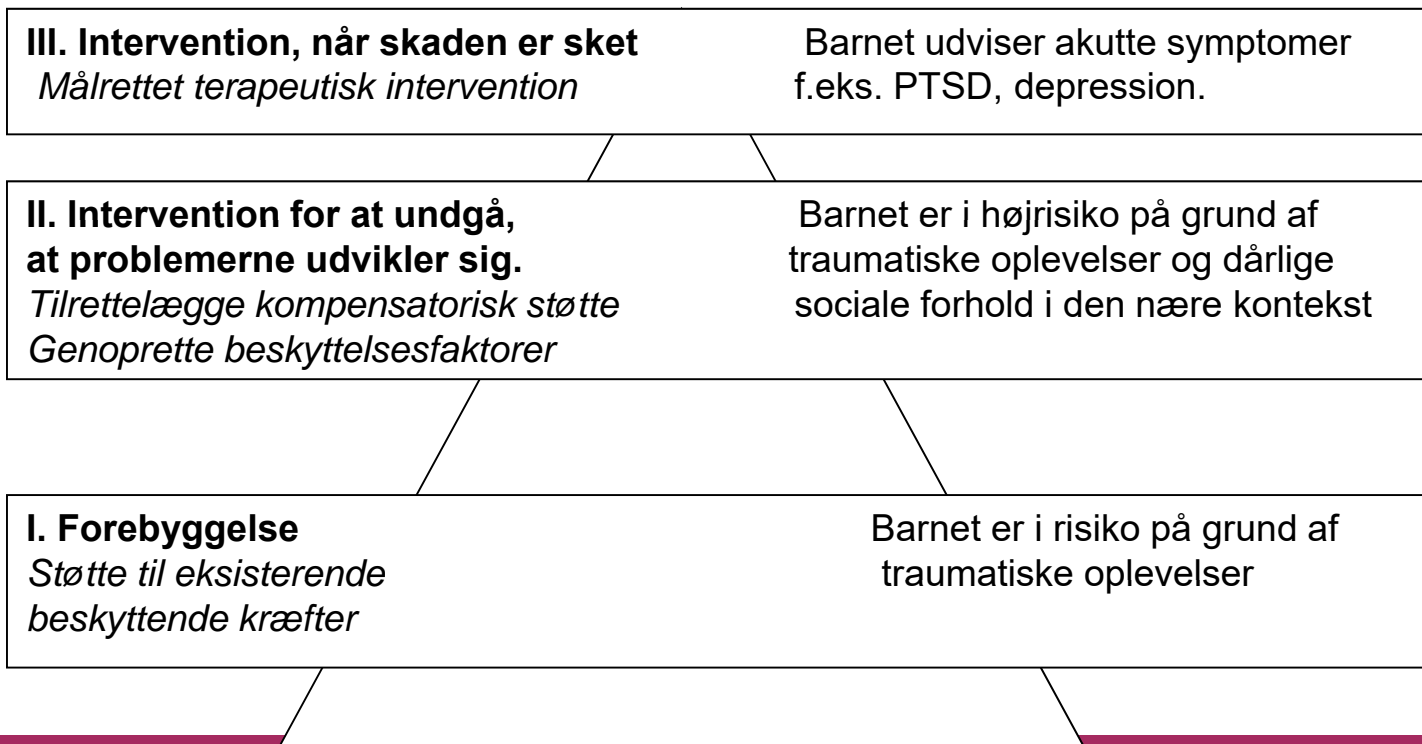 III. Intervention, når skaden er sket Barnet udviser akutte symptomer
Målrettet terapeutisk intervention f.eks. PTSD, depression.
II. Intervention for at undgå, Barnet er i højrisiko på grund af
at problemerne udvikler sig. traumatiske oplevelser og dårlige
Tilrettelægge kompensatorisk støtte sociale forhold i den nære kontekst
Genoprette beskyttelsesfaktorer
I. Forebyggelse Barnet er i risiko på grund af
Støtte til eksisterende traumatiske oplevelser
beskyttende kræfter